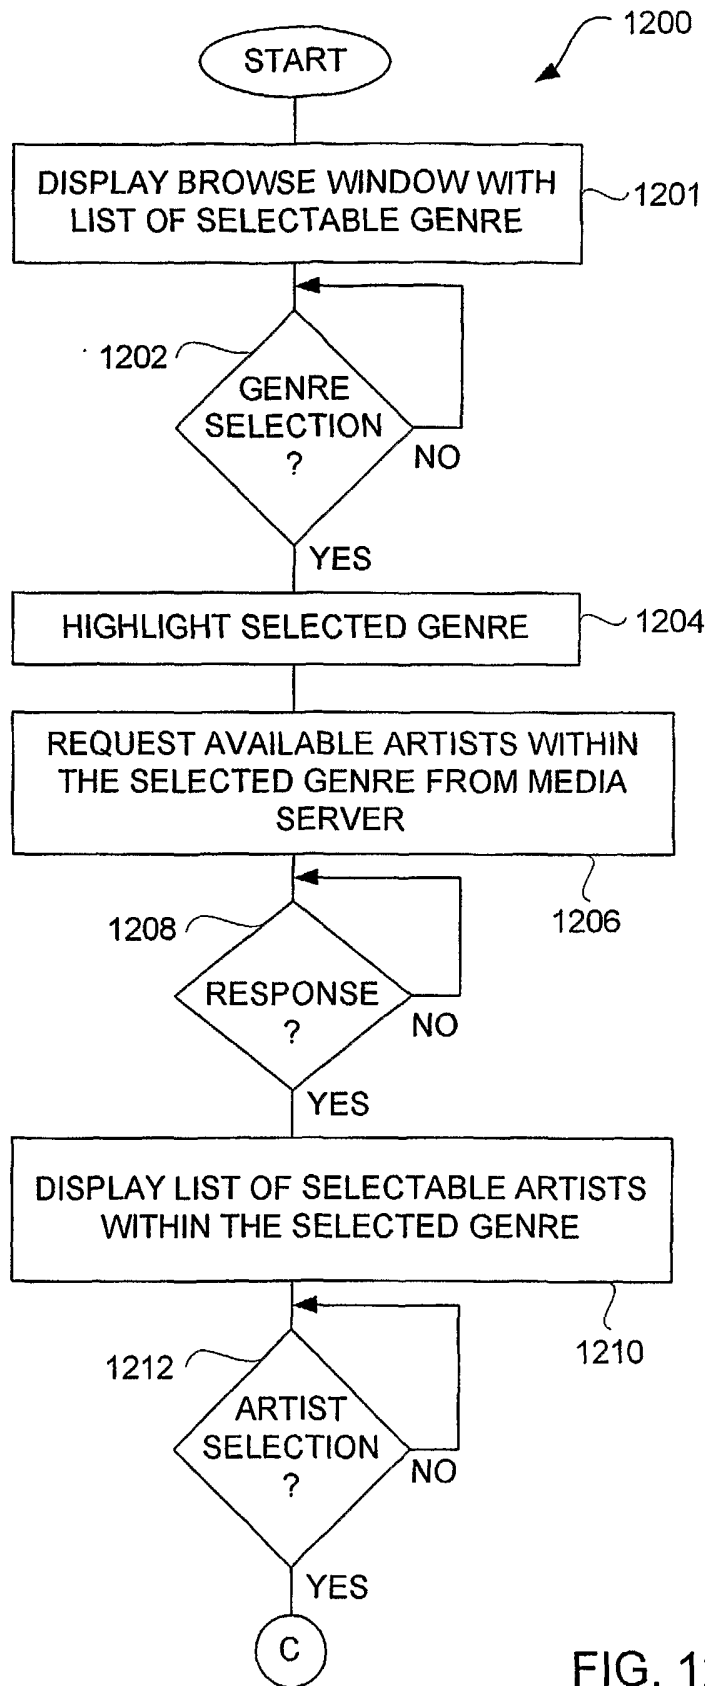 1200
START
DISPLAY BROWSE WINDOW WITH
LIST OF SELECTABLE GENRE
1201
1202
GENRE
SELECTION
?
NO
YES
HIGHLIGHT SELECTED GENRE
1204
REQUEST AVAILABLE ARTISTS WITHIN
THE SELECTED GENRE FROM MEDIA
SERVER
1206
1208
RESPONSE
?
NO
YES
DISPLAY LIST OF SELECTABLE ARTISTS
WITHIN THE SELECTED GENRE
1210
1212
ARTIST
SELECTION
?
NO
YES
C
FIG.